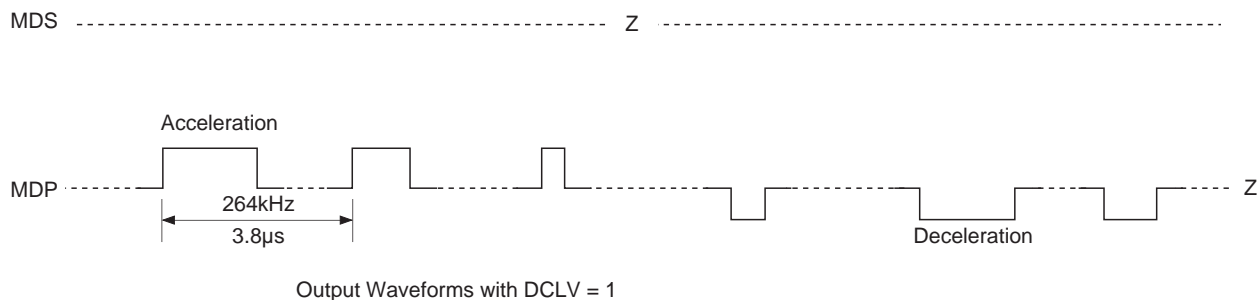 MDS
Z
Acceleration
MDP
Z
264kHz
3.8µs
Deceleration
Output Waveforms with DCLV = 1